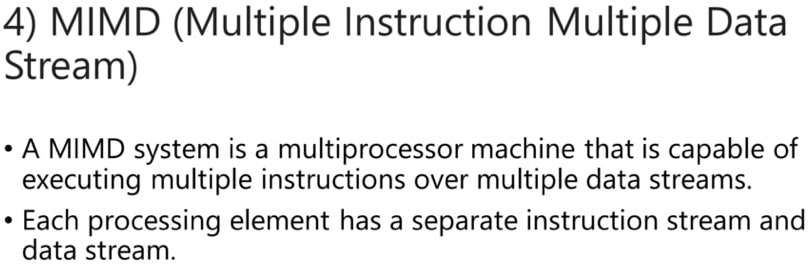 4) MIMD (Multiple Instruction Multiple Data
Stream)
• A MIMD system is a multiprocessor machine that is capable of
executing multiple instructions over multiple data streams.
• Each processing element has a separate instruction stream and
data stream.